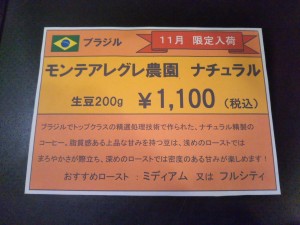 ブラジル
11月 限定入荷
モンテアレグレ農園 ナチュラル
生豆200g ¥1,100 (税込)
ブラジルでトップクラスの精選処理技術で作られた、ナチュラル精製の
コーヒー。脂質感ある上品な甘みを持つ豆は、浅めのローストでは
まろやかさが際立ち、深めのローストでは密度のある甘みが楽しめます！
おすすめロースト ： ミディアム 又は フルシティ